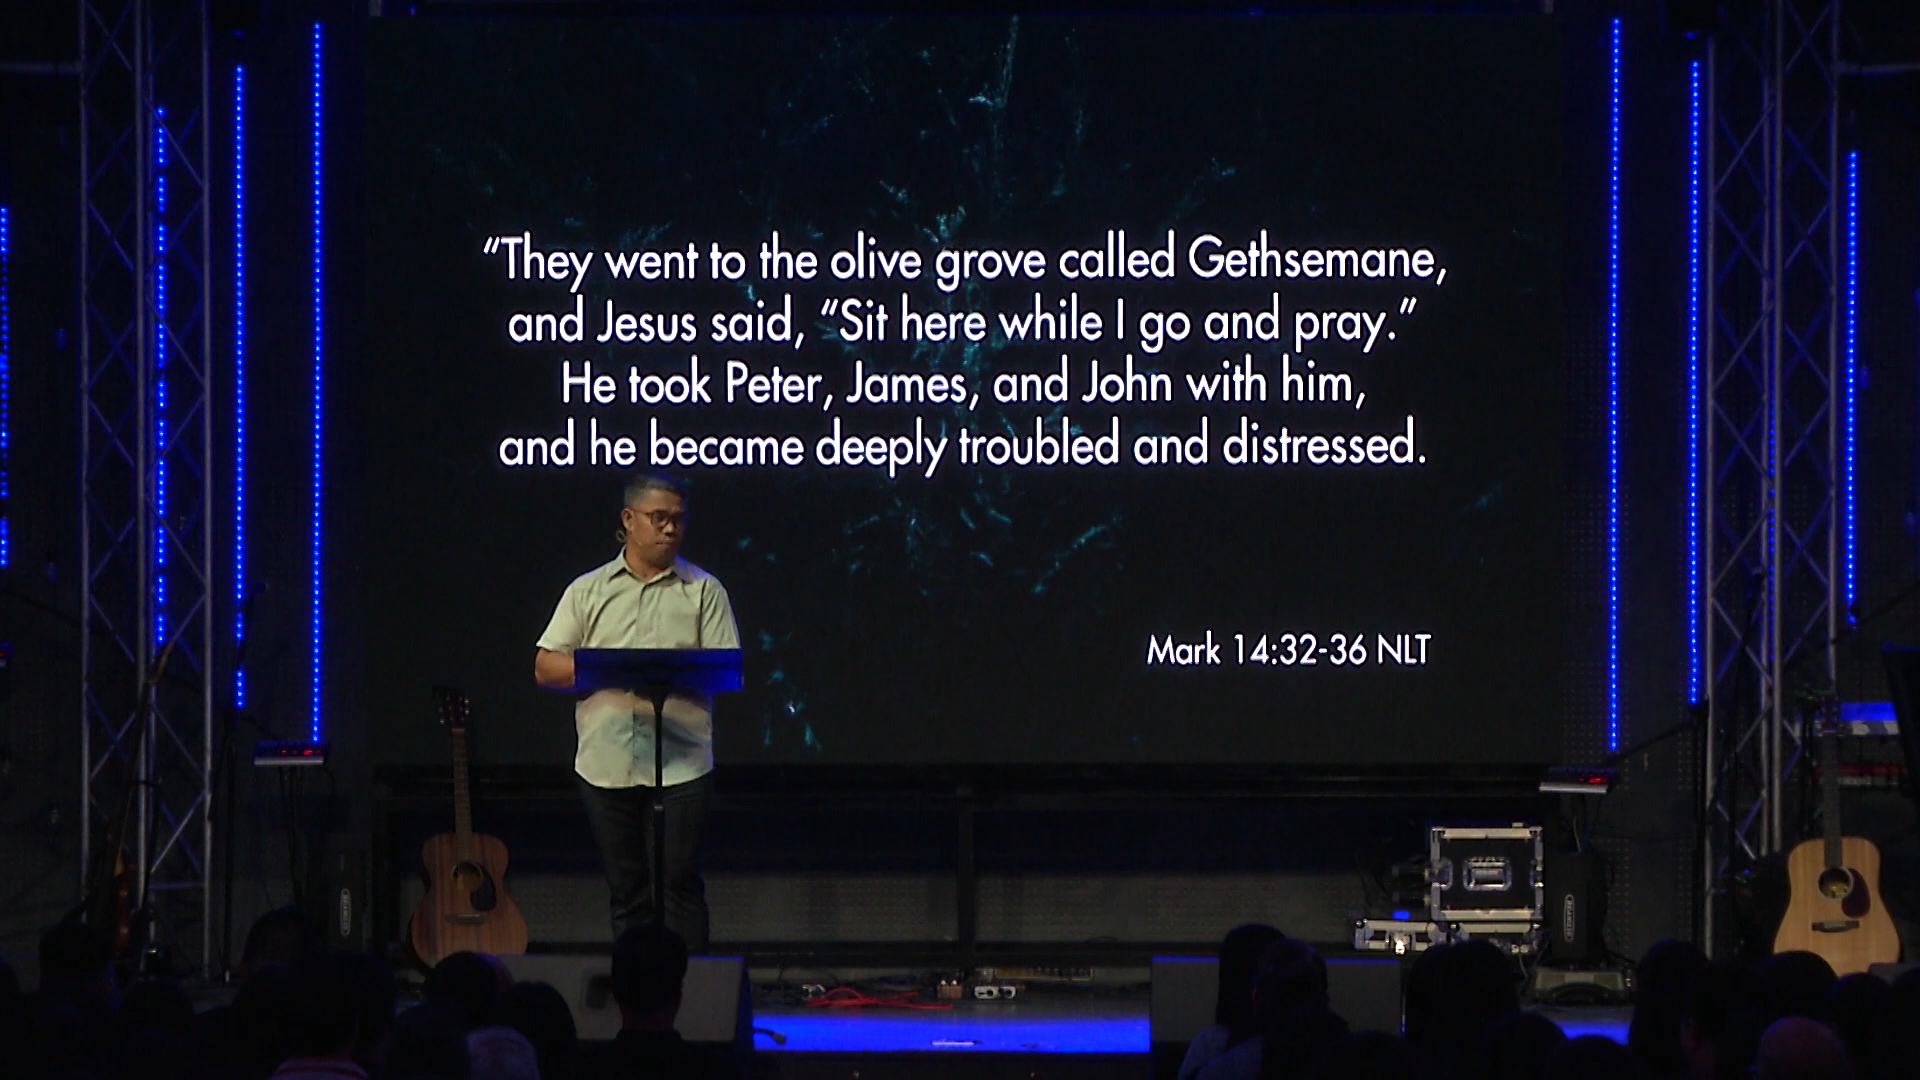 “They went to the olive grove called Gethsemane,
and Jesus said, “Sit here while I go and pray.”
He took Peter, James, and John with him,
and he became deeply troubled and distressed.
Mark 14:32-36 NLT